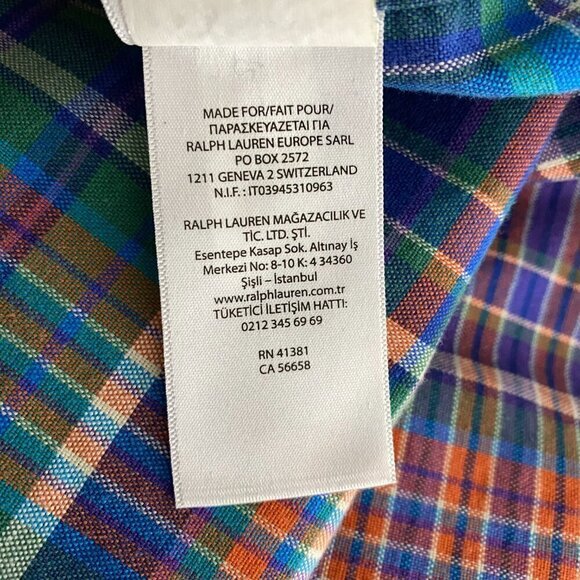 MADE FOR/FAIT POUR/
ΠΑΡΑΣΚΕΥΑΖΕΤΑΙ ΓΙΑ
RALPH LAUREN EUROPE SARL
PO BOX 2572
1211 GENEVA 2 SWITZERLAND
N.I.F. : IT03945310963
RALPH LAUREN MAĞAZACILIK VE
TİC. LTD. ŞTİ.
Esentepe Kasap Sok. Altınay İş
Merkezi No: 8-10 K: 4 34360
Şişli – İstanbul
www.ralphlauren.com.tr
TÜKETİCİ İLETİŞİM HATTI:
0212 345 69 69
RN 41381
CA 56658